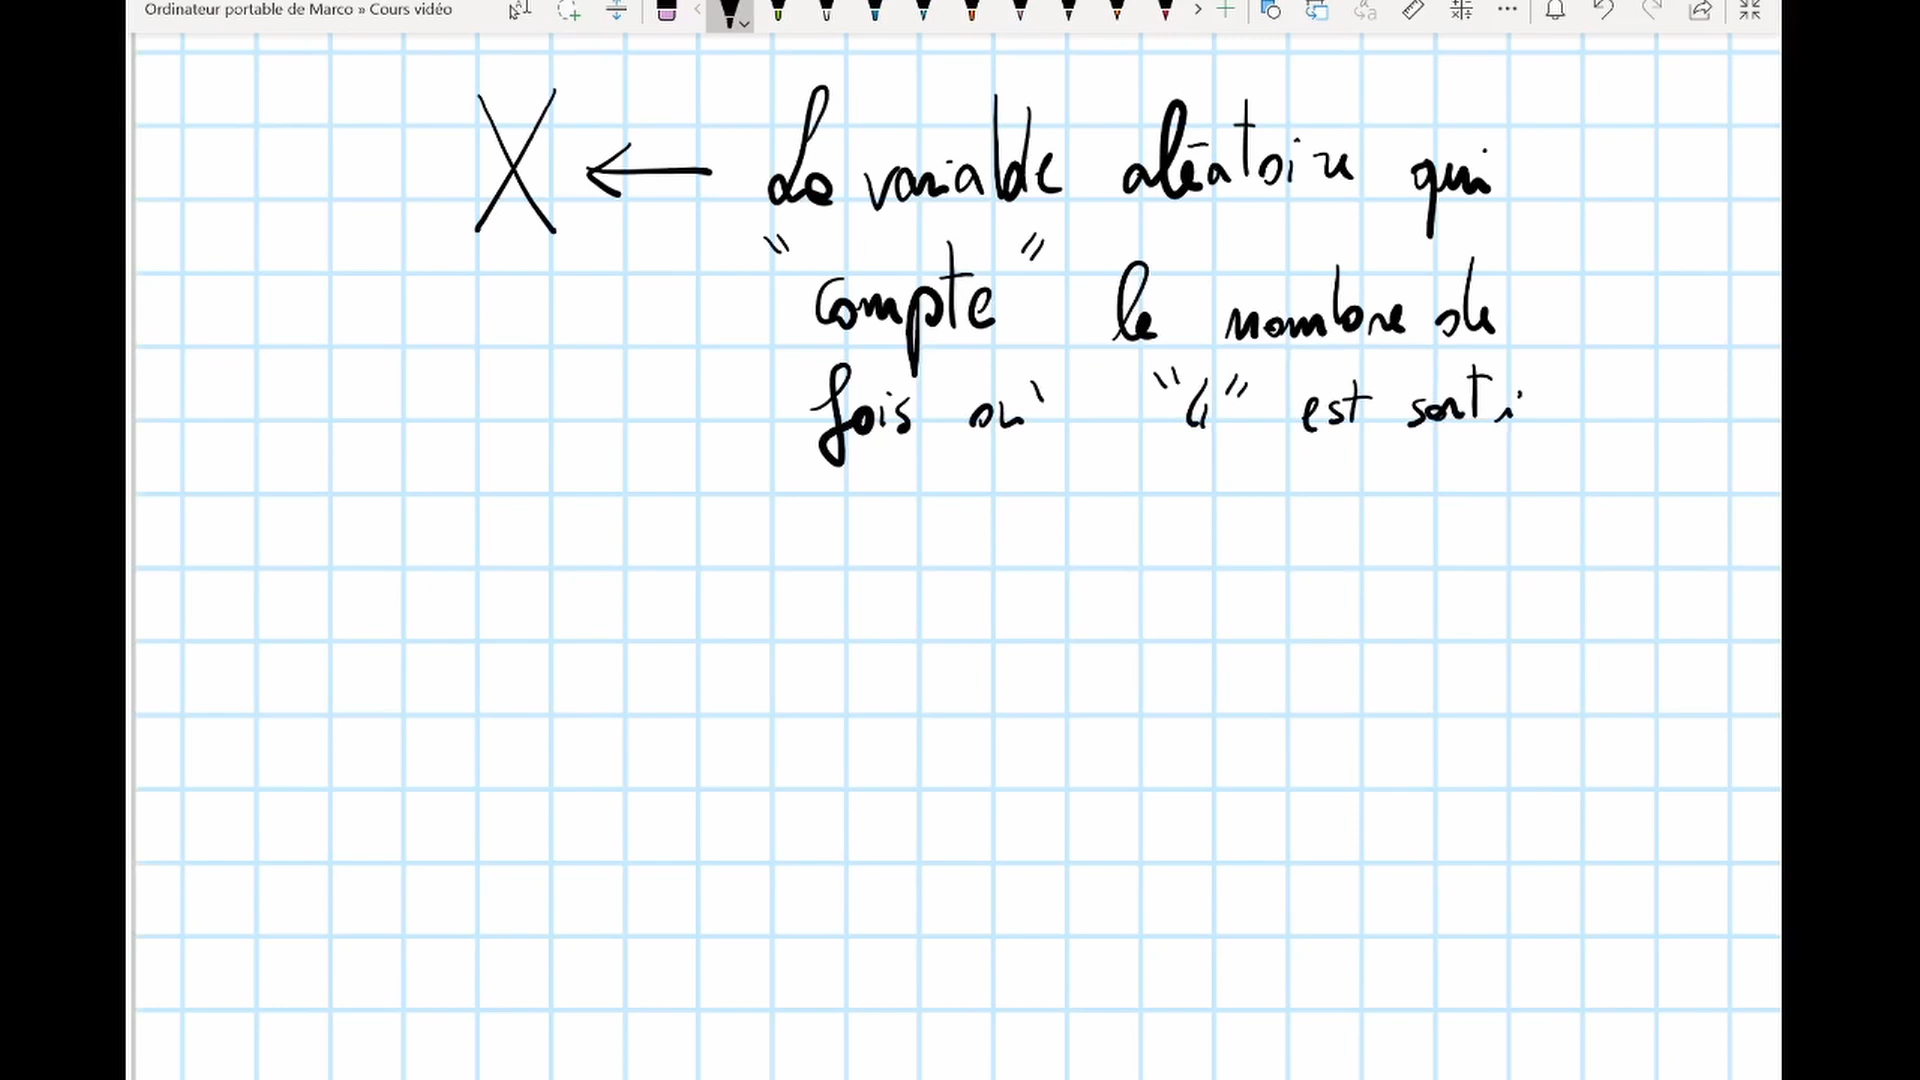 Ordinateur portable de Marco » Cours vidéo
X ← La variable aléatoire qui
"compte" le nombre de
fois où "4" est sorti